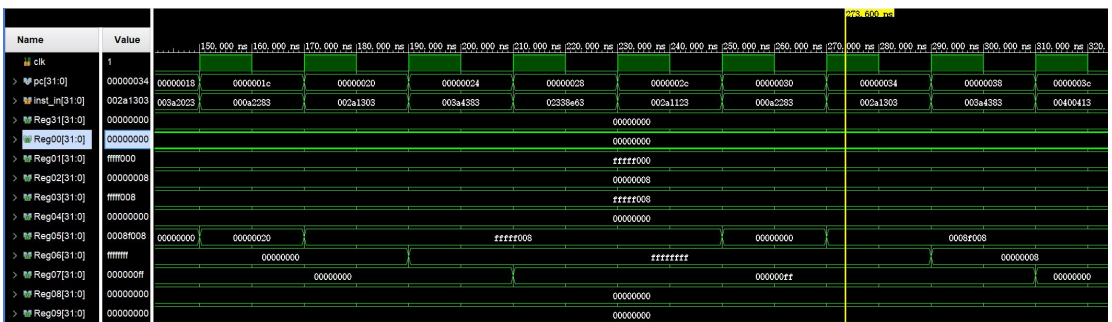 273.600 ns
Name Value 150.000 ns 160.000 ns 170.000 ns 180.000 ns 190.000 ns 200.000 ns 210.000 ns 220.000 ns 230.000 ns 240.000 ns 250.000 ns 260.000 ns 270.000 ns 280.000 ns 290.000 ns 300.000 ns 310.000 ns 320.
clk 1
pc[31:0] 00000034 00000018 0000001c 00000020 00000024 00000028 0000002c 00000030 00000034 00000038 0000003c
inst_in[31:0] 002a1303 003a2023 000a2283 002a1303 003a4383 02338e63 002a1123 000a2283 002a1303 003a4383 00400413
Reg31[31:0] 00000000 00000000
Reg00[31:0] 00000000 00000000
Reg01[31:0] fffff000 fffff000
Reg02[31:0] 00000008 00000008
Reg03[31:0] fffff008 fffff008
Reg04[31:0] 00000000 00000000
Reg05[31:0] 0008f008 00000000 00000020 fffff008 00000000 0008f008
Reg06[31:0] ffffffff 00000000 ffffffff 00000008
Reg07[31:0] 000000ff 00000000 000000ff 00000000
Reg08[31:0] 00000000 00000000
Reg09[31:0] 00000000 00000000